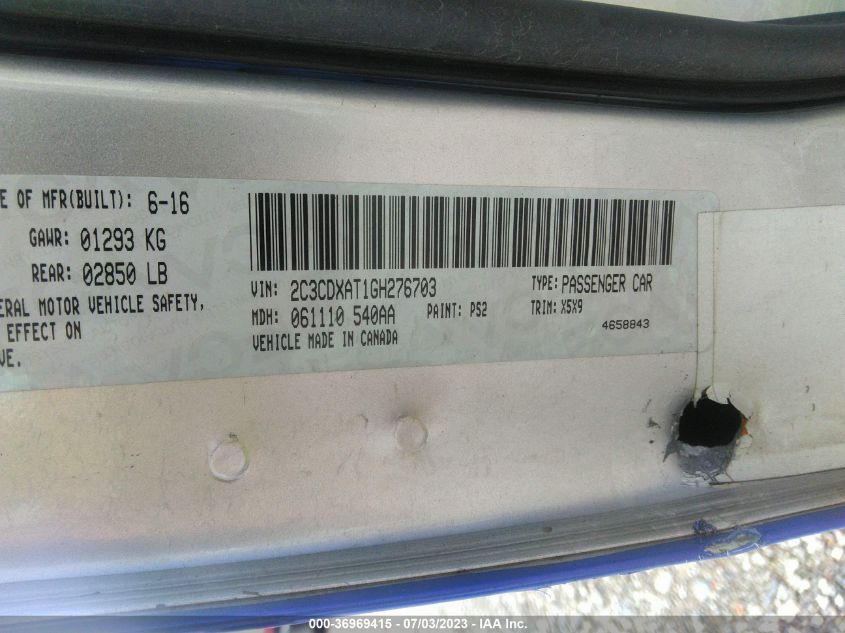 E OF MFR(BUILT): 6-16
GAWR: 01293 KG
REAR: 02850 LB
ERAL MOTOR VEHICLE SAFETY,
EFFECT ON
VE.
VIN: 2C3CDXAT1GH276703 TYPE: PASSENGER CAR
MDH: 061110 540AA PAINT: PS2 TRIM: X5X9
VEHICLE MADE IN CANADA 4658843
000-36969415 - 07/03/2023 - IAA Inc.